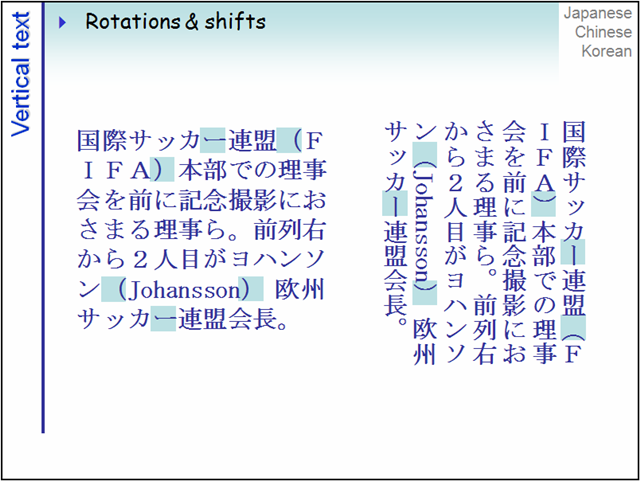 Vertical text
Rotations & shifts
Japanese
Chinese
Korean
国際サッカー連盟（Ｆ
ＩＦＡ）本部での理事
会を前に記念撮影にお
さまる理事ら。前列右
から２人目がヨハンソ
ン（Johansson） 欧州
サッカー連盟会長。
国際サッカー連盟（Ｆ
ＩＦＡ）本部での理事
会を前に記念撮影にお
さまる理事ら。前列右
から２人目がヨハンソ
ン（Johansson） 欧州
サッカー連盟会長。